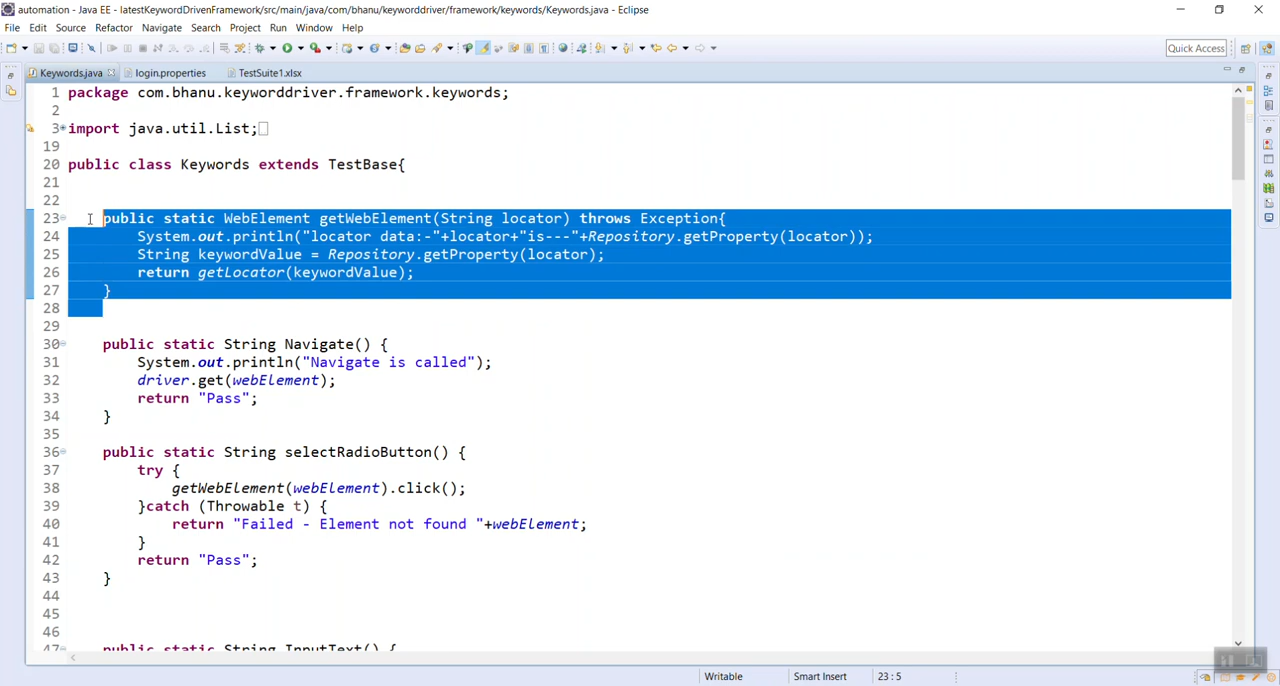 automation - Java EE - latestKeywordDrivenFramework/src/main/java/com/bhanu/keyworddriver/framework/keywords/Keywords.java - Eclipse
File Edit Source Refactor Navigate Search Project Run Window Help
Quick Access
Keywords.java login.properties TestSuite1.xlsx
1 package com.bhanu.keyworddriver.framework.keywords;
2
3 import java.util.List;
19
20 public class Keywords extends TestBase{
21
22
23 public static WebElement getWebElement(String locator) throws Exception{
24 System.out.println("locator data:-"+locator+"is---"+Repository.getProperty(locator));
25 String keywordValue = Repository.getProperty(locator);
26 return getLocator(keywordValue);
27 }
28
29
30 public static String Navigate() {
31 System.out.println("Navigate is called");
32 driver.get(webElement);
33 return "Pass";
34 }
35
36 public static String selectRadioButton() {
37 try {
38 getWebElement(webElement).click();
39 }catch (Throwable t) {
40 return "Failed - Element not found "+webElement;
41 }
42 return "Pass";
43 }
44
45
46
47 public static String InputText() {
Writable Smart Insert 23 : 5